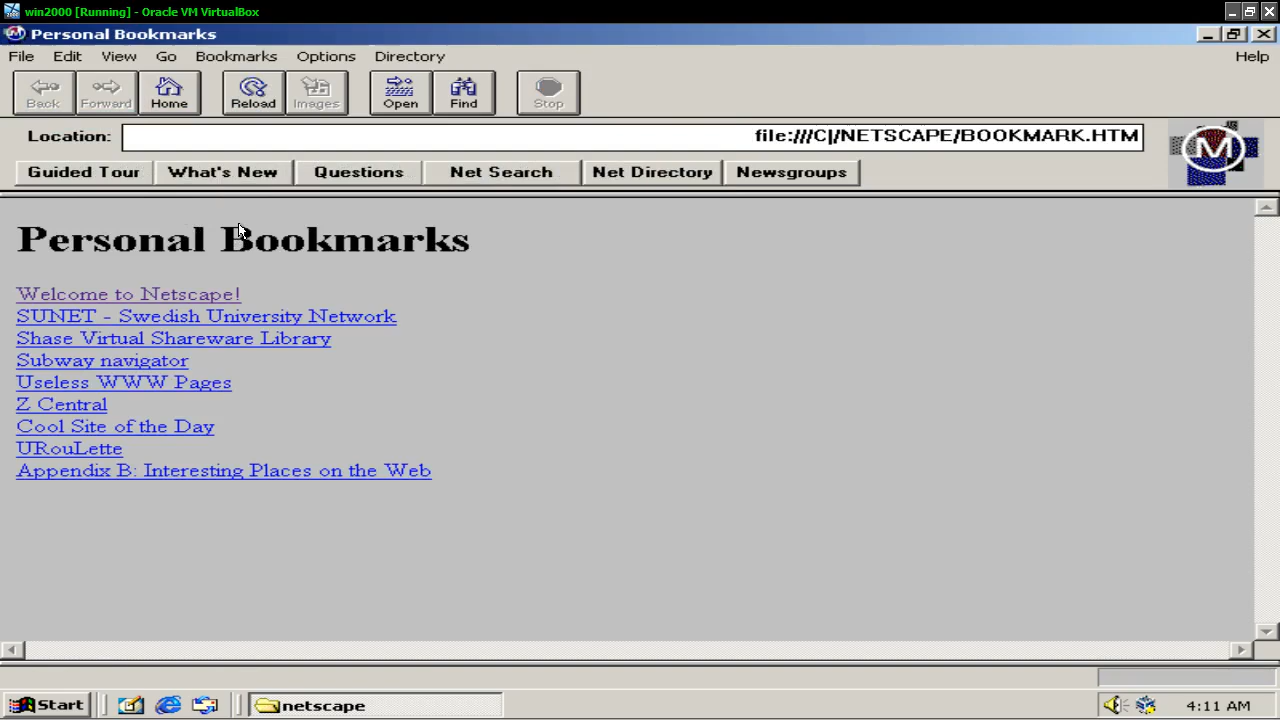 win2000 [Running] - Oracle VM VirtualBox
Personal Bookmarks
File Edit View Go Bookmarks Options Directory Help
Back Forward Home Reload Images Open Find Stop
Location: file:///C|/NETSCAPE/BOOKMARK.HTM
M
Guided Tour What's New Questions Net Search Net Directory Newsgroups
Personal Bookmarks
Welcome to Netscape!
SUNET - Swedish University Network
Shase Virtual Shareware Library
Subway navigator
Useless WWW Pages
Z Central
Cool Site of the Day
URouLette
Appendix B: Interesting Places on the Web
Start netscape 4:11 AM